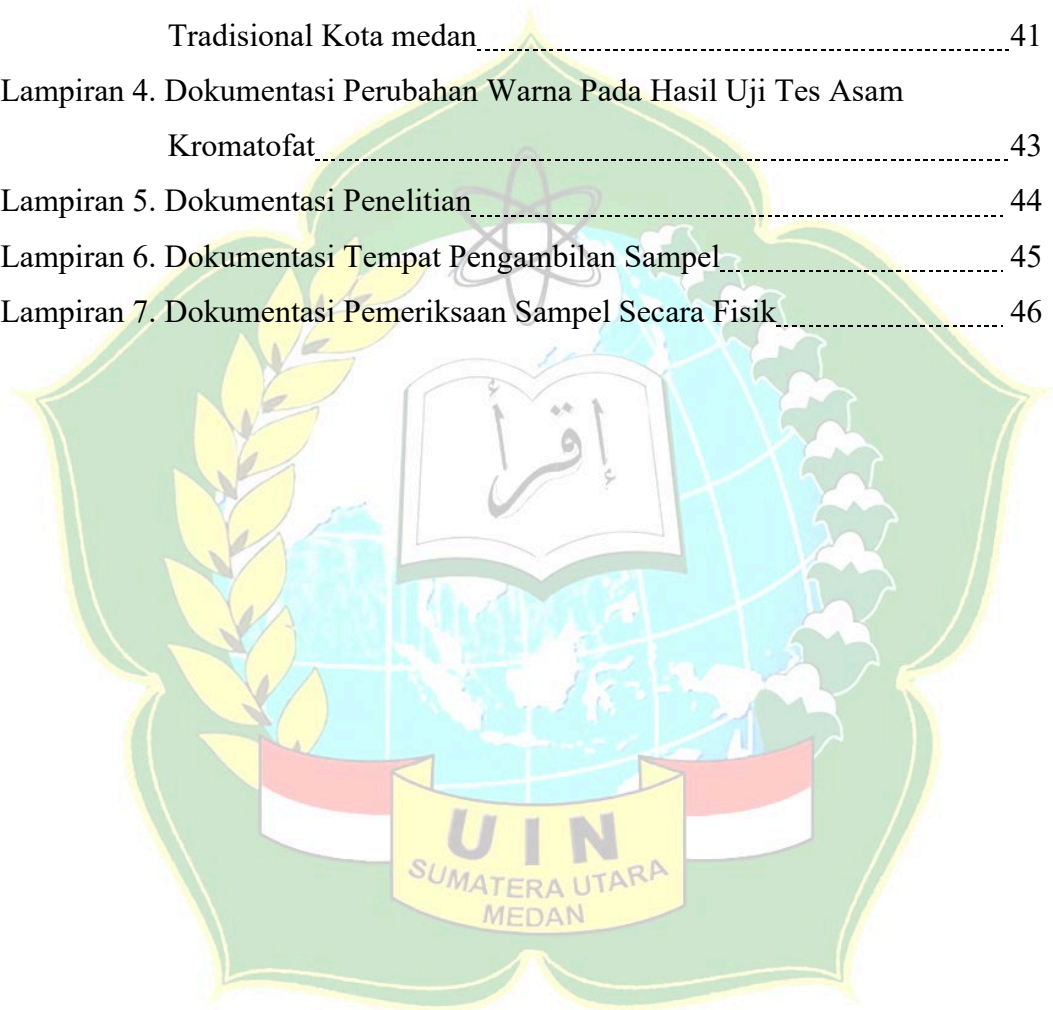 Tradisional Kota medan 41
Lampiran 4. Dokumentasi Perubahan Warna Pada Hasil Uji Tes Asam
Kromatofat 43
Lampiran 5. Dokumentasi Penelitian 44
Lampiran 6. Dokumentasi Tempat Pengambilan Sampel 45
Lampiran 7. Dokumentasi Pemeriksaan Sampel Secara Fisik 46
إقرأ
UIN
SUMATERA UTARA
MEDAN